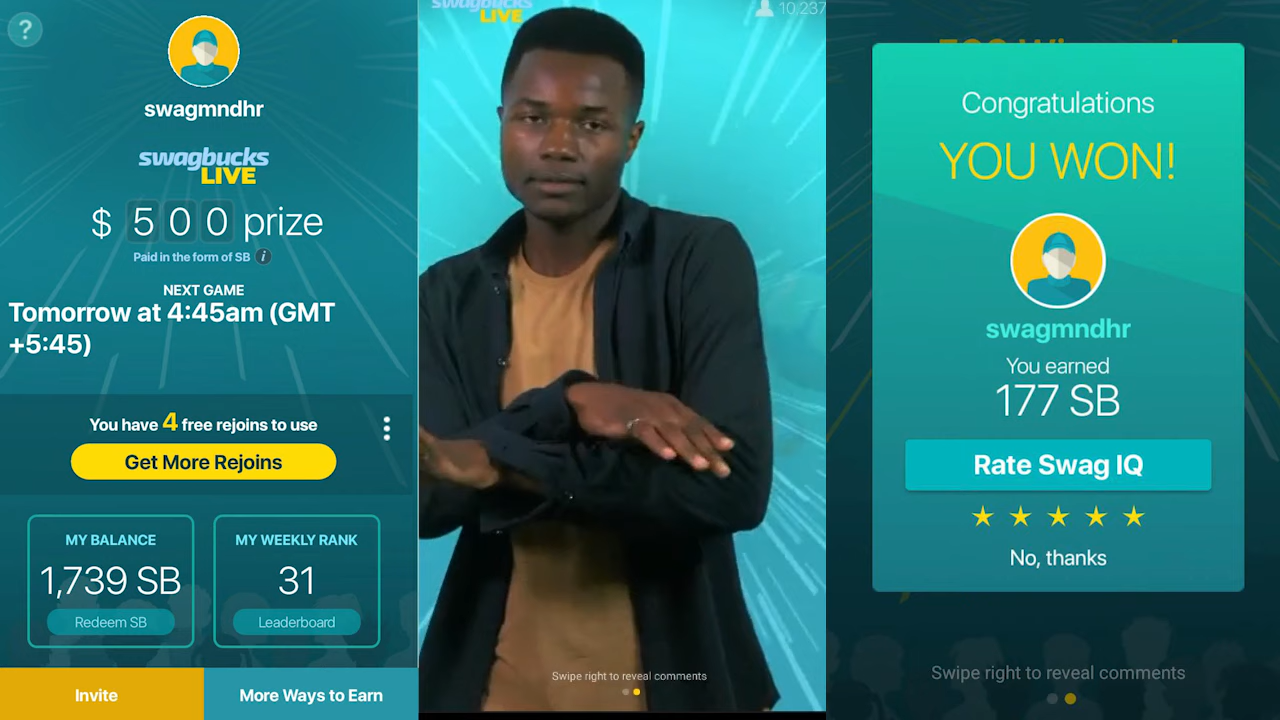 ?
swagmndhr
swagbucks
LIVE
$ 500 prize
Paid in the form of SB i
NEXT GAME
Tomorrow at 4:45am (GMT
+5:45)
You have 4 free rejoins to use
Get More Rejoins
MY BALANCE
1,739 SB
Redeem SB
MY WEEKLY RANK
31
Leaderboard
Invite
More Ways to Earn
swagbucks
LIVE
10,237
Swipe right to reveal comments
Congratulations
YOU WON!
swagmndhr
You earned
177 SB
Rate Swag IQ
No, thanks
Swipe right to reveal comments